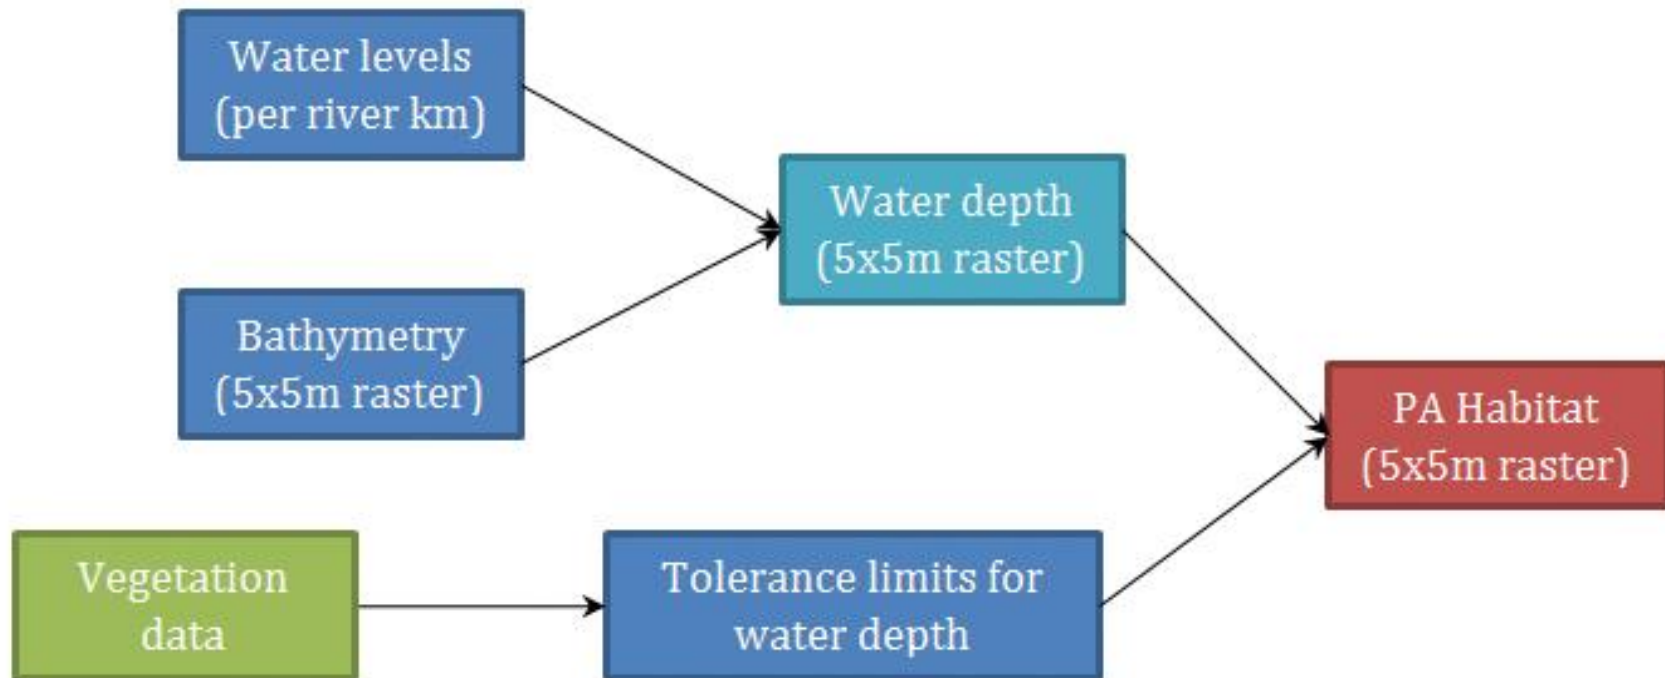 Water levels
(per river km)
Water depth
(5x5m raster)
Bathymetry
(5x5m raster)
PA Habitat
(5x5m raster)
Vegetation
data
Tolerance limits for
water depth